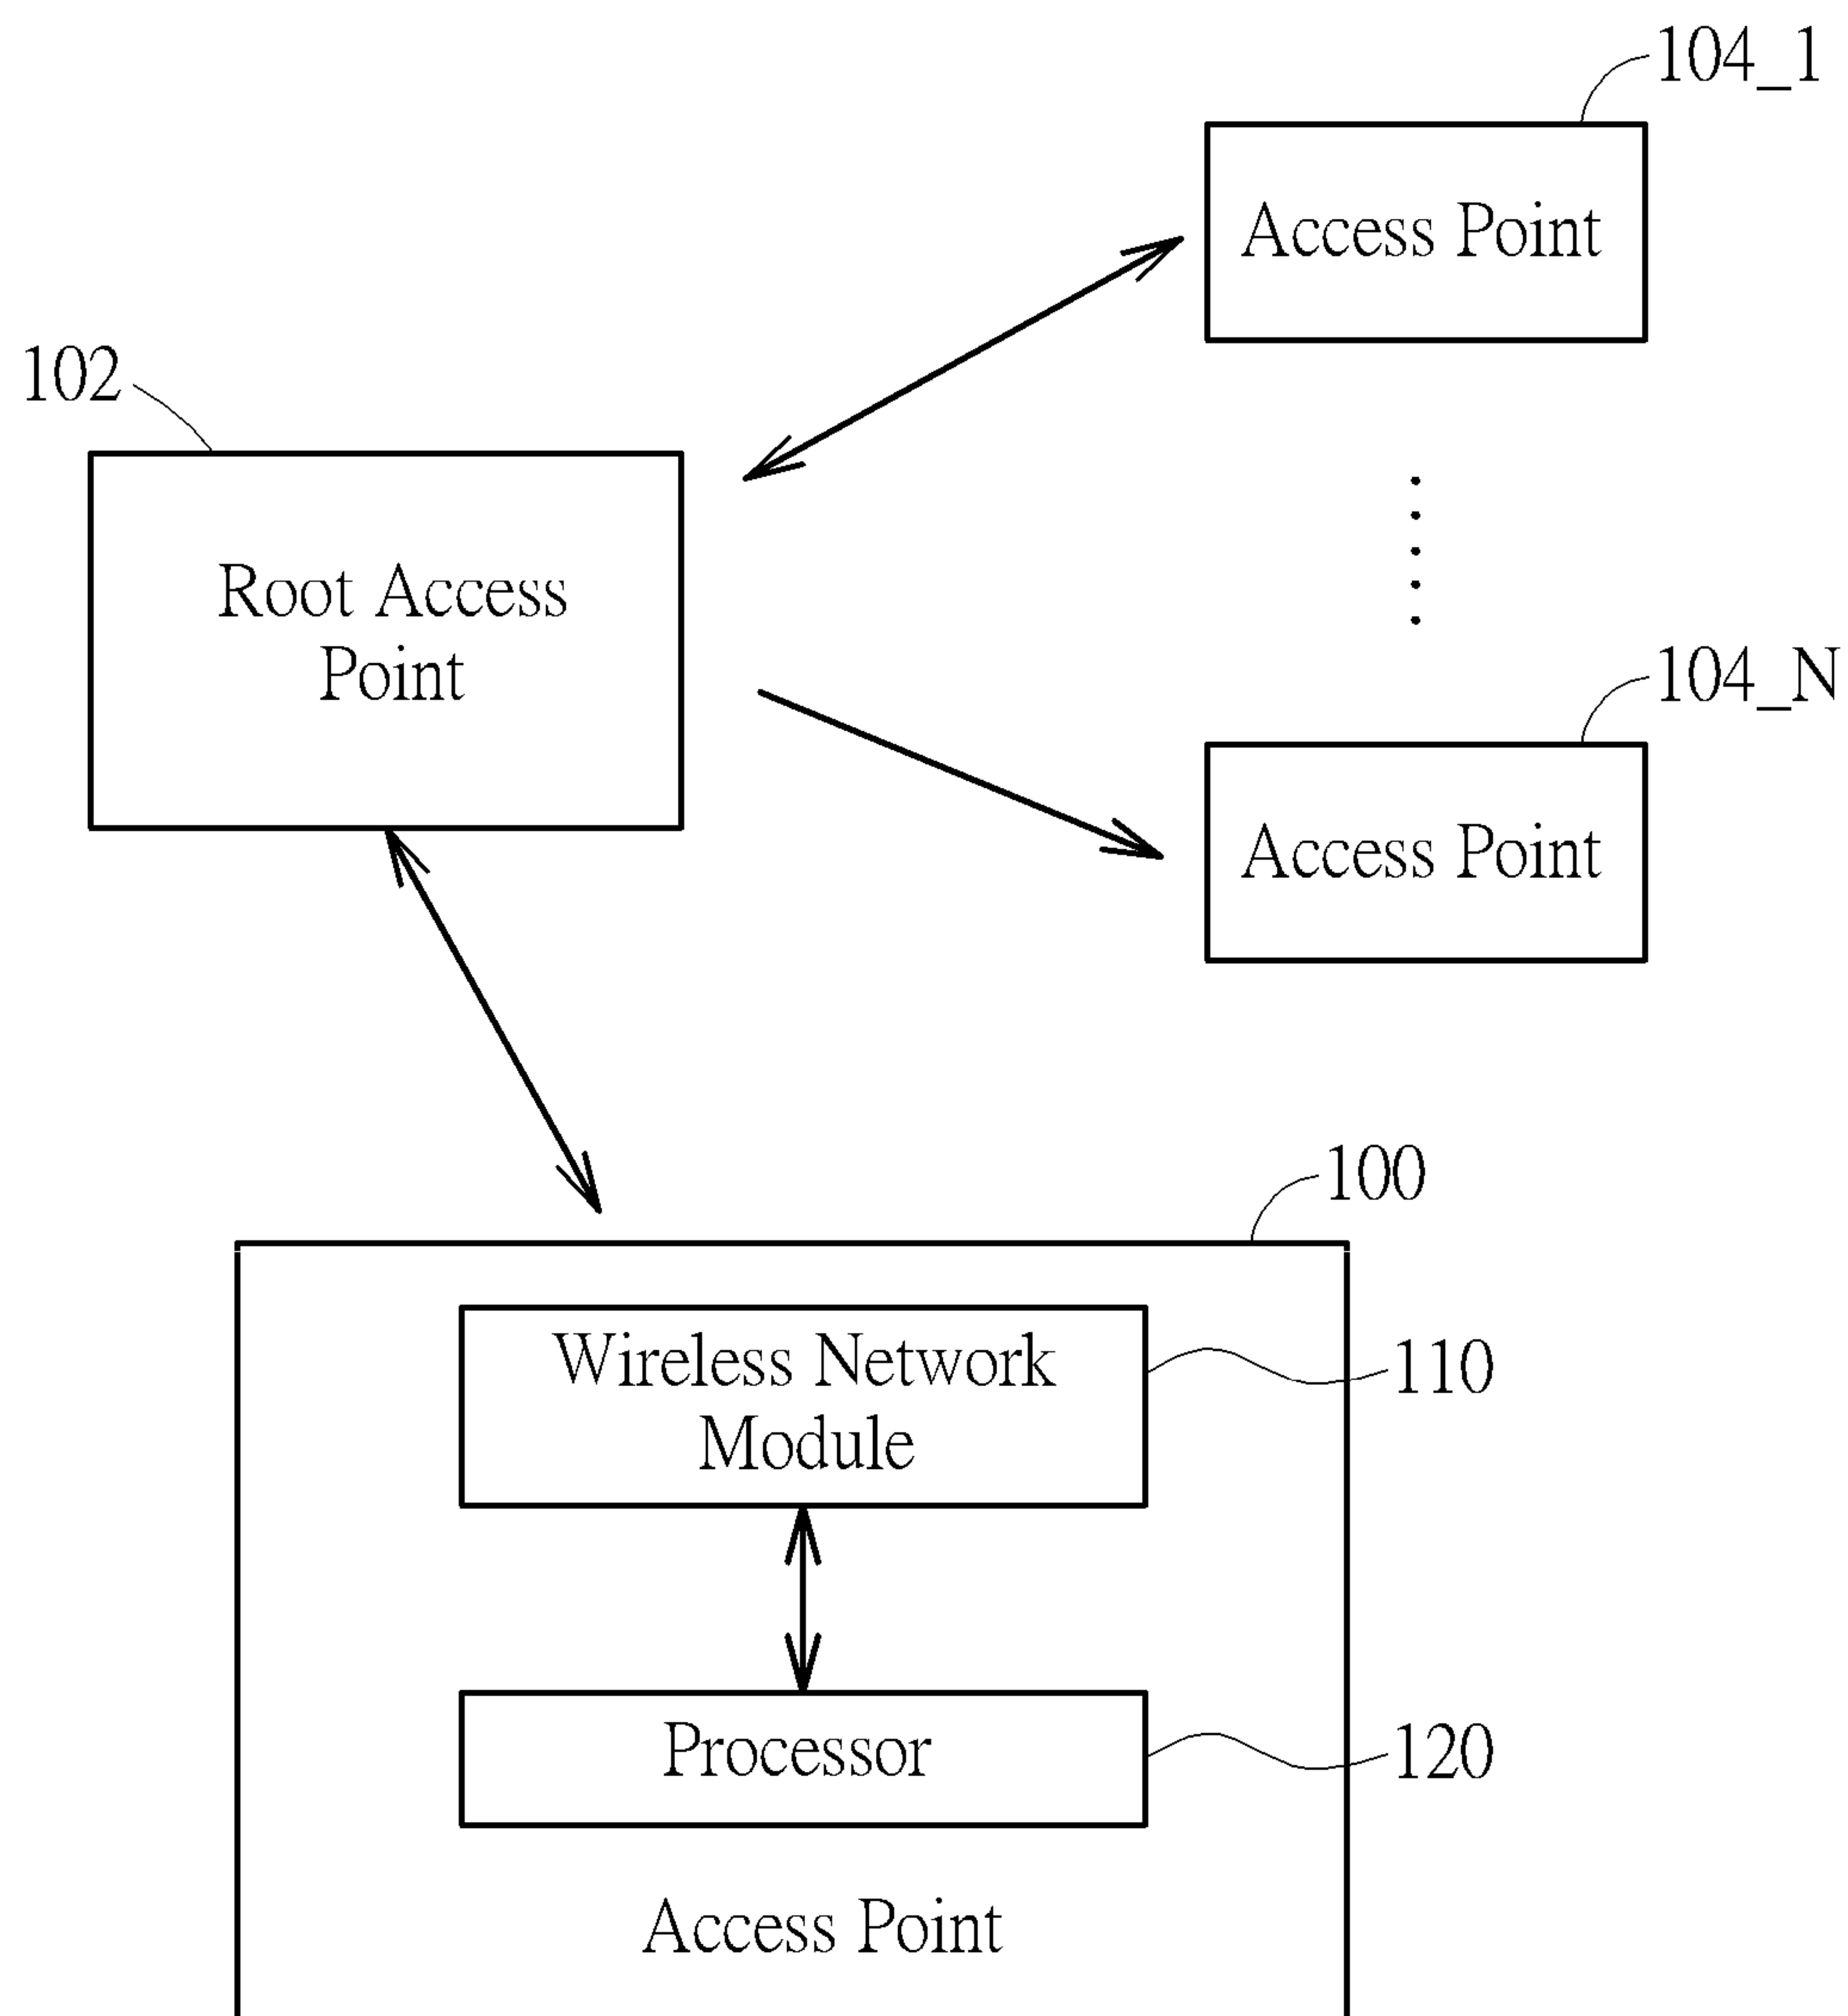 104_1
Access Point
102
Root Access
Point
104_N
Access Point
100
Wireless Network
Module
110
Processor
120
Access Point